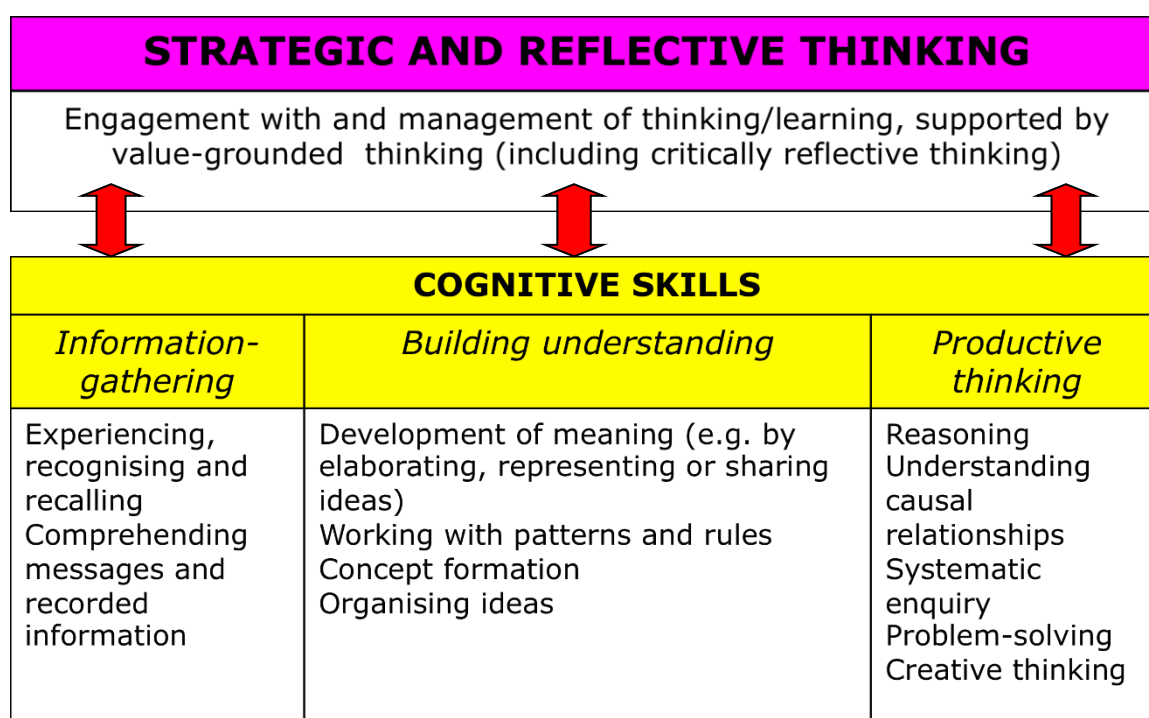 STRATEGIC AND REFLECTIVE THINKING
Engagement with and management of thinking/learning, supported by
value-grounded thinking (including critically reflective thinking)
COGNITIVE SKILLS
Information-
gathering
Building understanding
Productive
thinking
Experiencing,
recognising and
recalling
Comprehending
messages and
recorded
information
Development of meaning (e.g. by
elaborating, representing or sharing
ideas)
Working with patterns and rules
Concept formation
Organising ideas
Reasoning
Understanding
causal
relationships
Systematic
enquiry
Problem-solving
Creative thinking